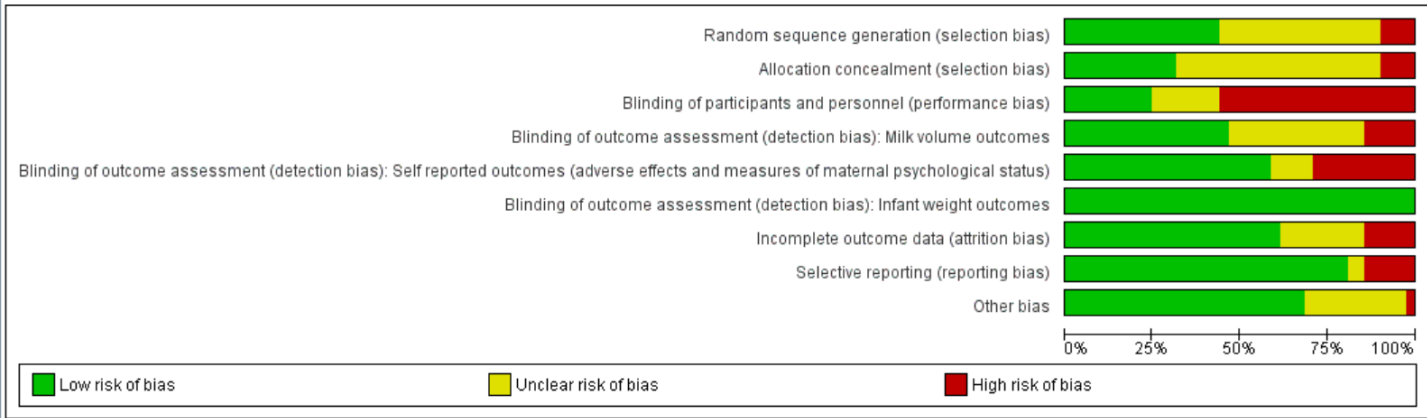 Random sequence generation (selection bias)
Allocation concealment (selection bias)
Blinding of participants and personnel (performance bias)
Blinding of outcome assessment (detection bias): Milk volume outcomes
Blinding of outcome assessment (detection bias): Self reported outcomes (adverse effects and measures of maternal psychological status)
Blinding of outcome assessment (detection bias): Infant weight outcomes
Incomplete outcome data (attrition bias)
Selective reporting (reporting bias)
Other bias
0% 25% 50% 75% 100%
Low risk of bias Unclear risk of bias High risk of bias